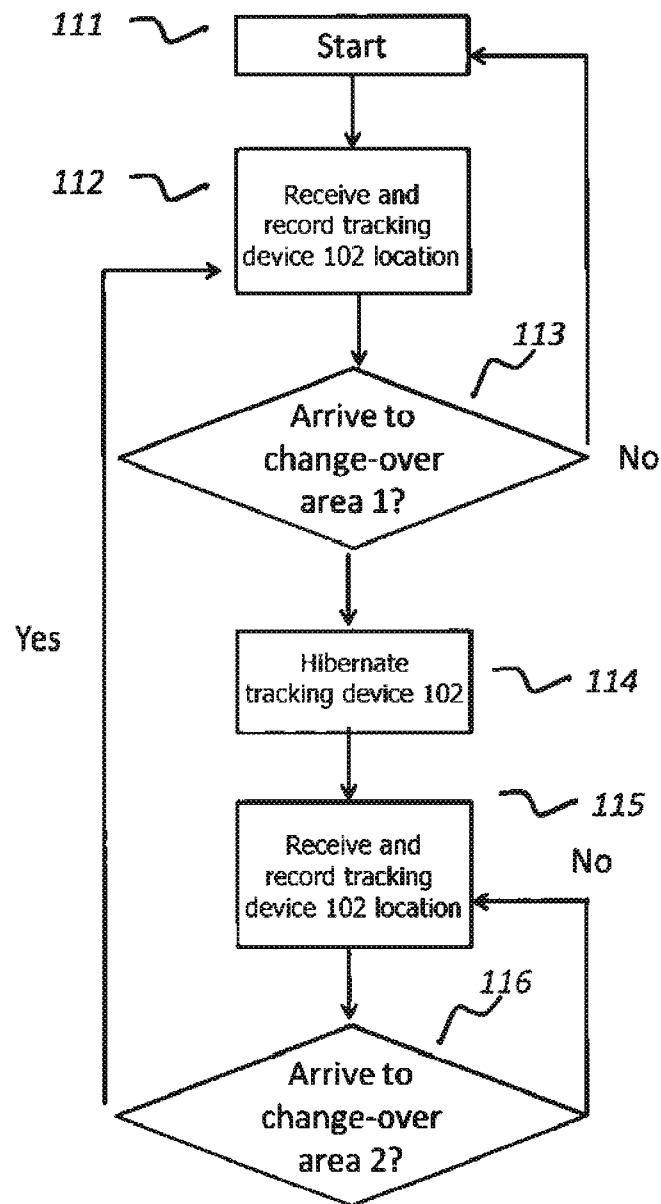 111
Start
112
Receive and
record tracking
device 102 location
113
Arrive to
change-over
area 1?
No
Yes
Hibernate
tracking device 102
114
115
Receive and
record tracking
device 102 location
No
116
Arrive to
change-over
area 2?